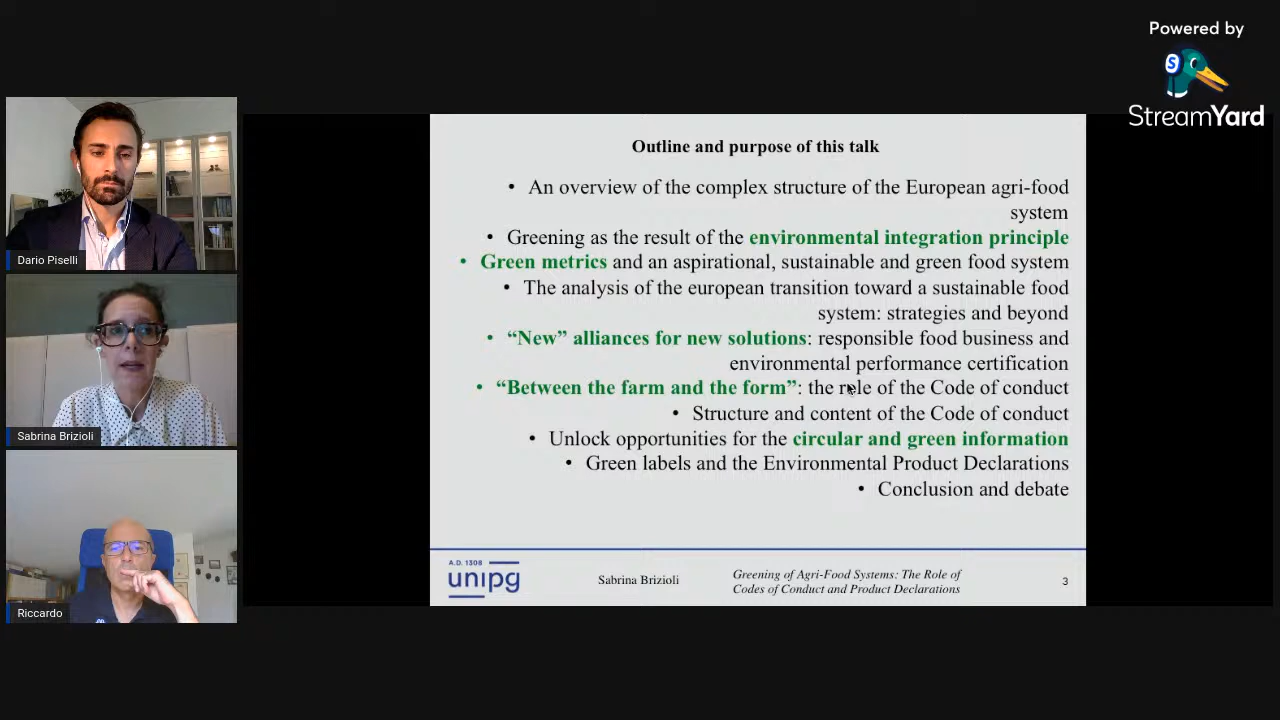 Powered by
S
StreamYard
Dario Piselli
Sabrina Brizioli
Riccardo
Outline and purpose of this talk
• An overview of the complex structure of the European agri-food
system
• Greening as the result of the environmental integration principle
• Green metrics and an aspirational, sustainable and green food system
• The analysis of the european transition toward a sustainable food
system: strategies and beyond
• “New” alliances for new solutions: responsible food business and
environmental performance certification
• “Between the farm and the form”: the role of the Code of conduct
• Structure and content of the Code of conduct
• Unlock opportunities for the circular and green information
• Green labels and the Environmental Product Declarations
• Conclusion and debate
A.D. 1308
unipg
Sabrina Brizioli
Greening of Agri-Food Systems: The Role of
Codes of Conduct and Product Declarations
3